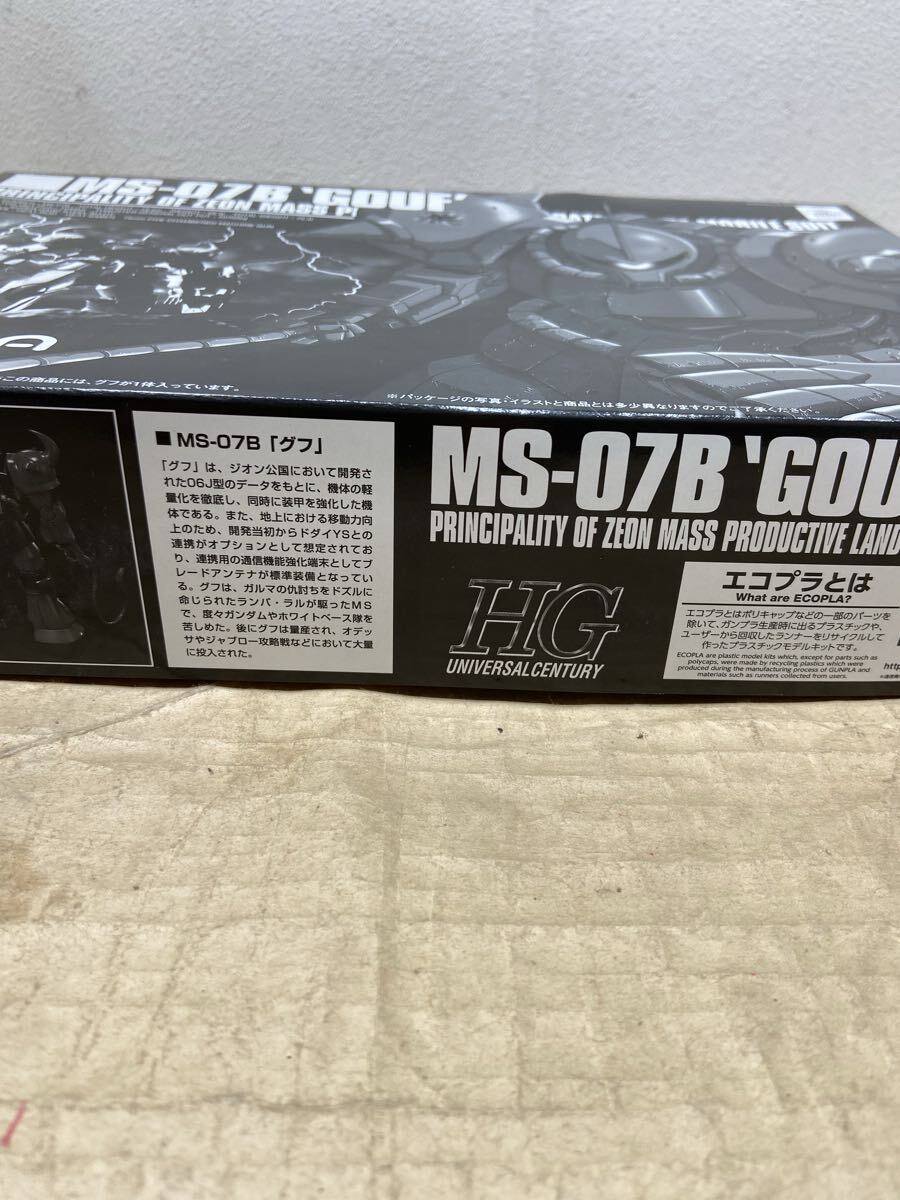 MS-07B 'GOUF'
PRINCIPALITY OF ZEON MASS P
MOBILE SUIT
この商品には、グフが1体入っています。
※パッケージの写真・イラストと商品とは多少異なりますのでご了承ください。
■ MS-07B「グフ」
「グフ」は、ジオン公国において開発さ
れた06J型のデータをもとに、機体の軽
量化を徹底し、同時に装甲を強化した機
体である。また、地上における移動力向
上のため、開発当初からドダイYSとの
連携がオプションとして想定されてお
り、連携用の通信機能強化端末としてブ
レードアンテナが標準装備となってい
る。グフは、ガルマの仇討ちをドズルに
命じられたランバ・ラルが駆ったMS
で、度々ガンダムやホワイトベース隊を
苦しめた。後にグフは量産され、オデッ
サやジャブロー攻略戦などにおいて大量
に投入された。
MS-07B 'GOU
PRINCIPALITY OF ZEON MASS PRODUCTIVE LAND
HG
UNIVERSAL CENTURY
エコプラとは
What are ECOPLA?
エコプラとはポリキャップなどの一部のパーツを
除いて、ガンプラ生産時に出るプラスチックや、
ユーザーから回収したランナーをリサイクルして
作ったプラスチックモデルキットです。
ECOPLA are plastic model kits which, except for parts such as
polycaps, were made by recycling plastics which were
produced during the manufacturing process of GUNPLA and
materials such as runners collected from users.
http